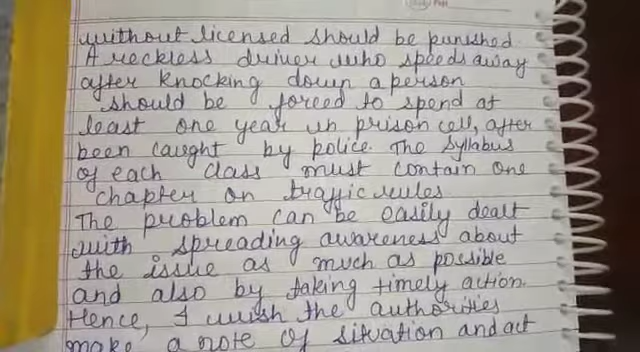 without licensed should be punished.
A reckless driver who speeds away
after knocking down a person
should be forced to spend at
least one year in prison cell, after
been caught by police. The syllabus
of each class must contain one
chapter on traffic rules
The problem can be easily dealt
with spreading awareness about
the issue as much as possible
and also by taking timely action.
Hence, I wish the authorities
make a note of situation and act